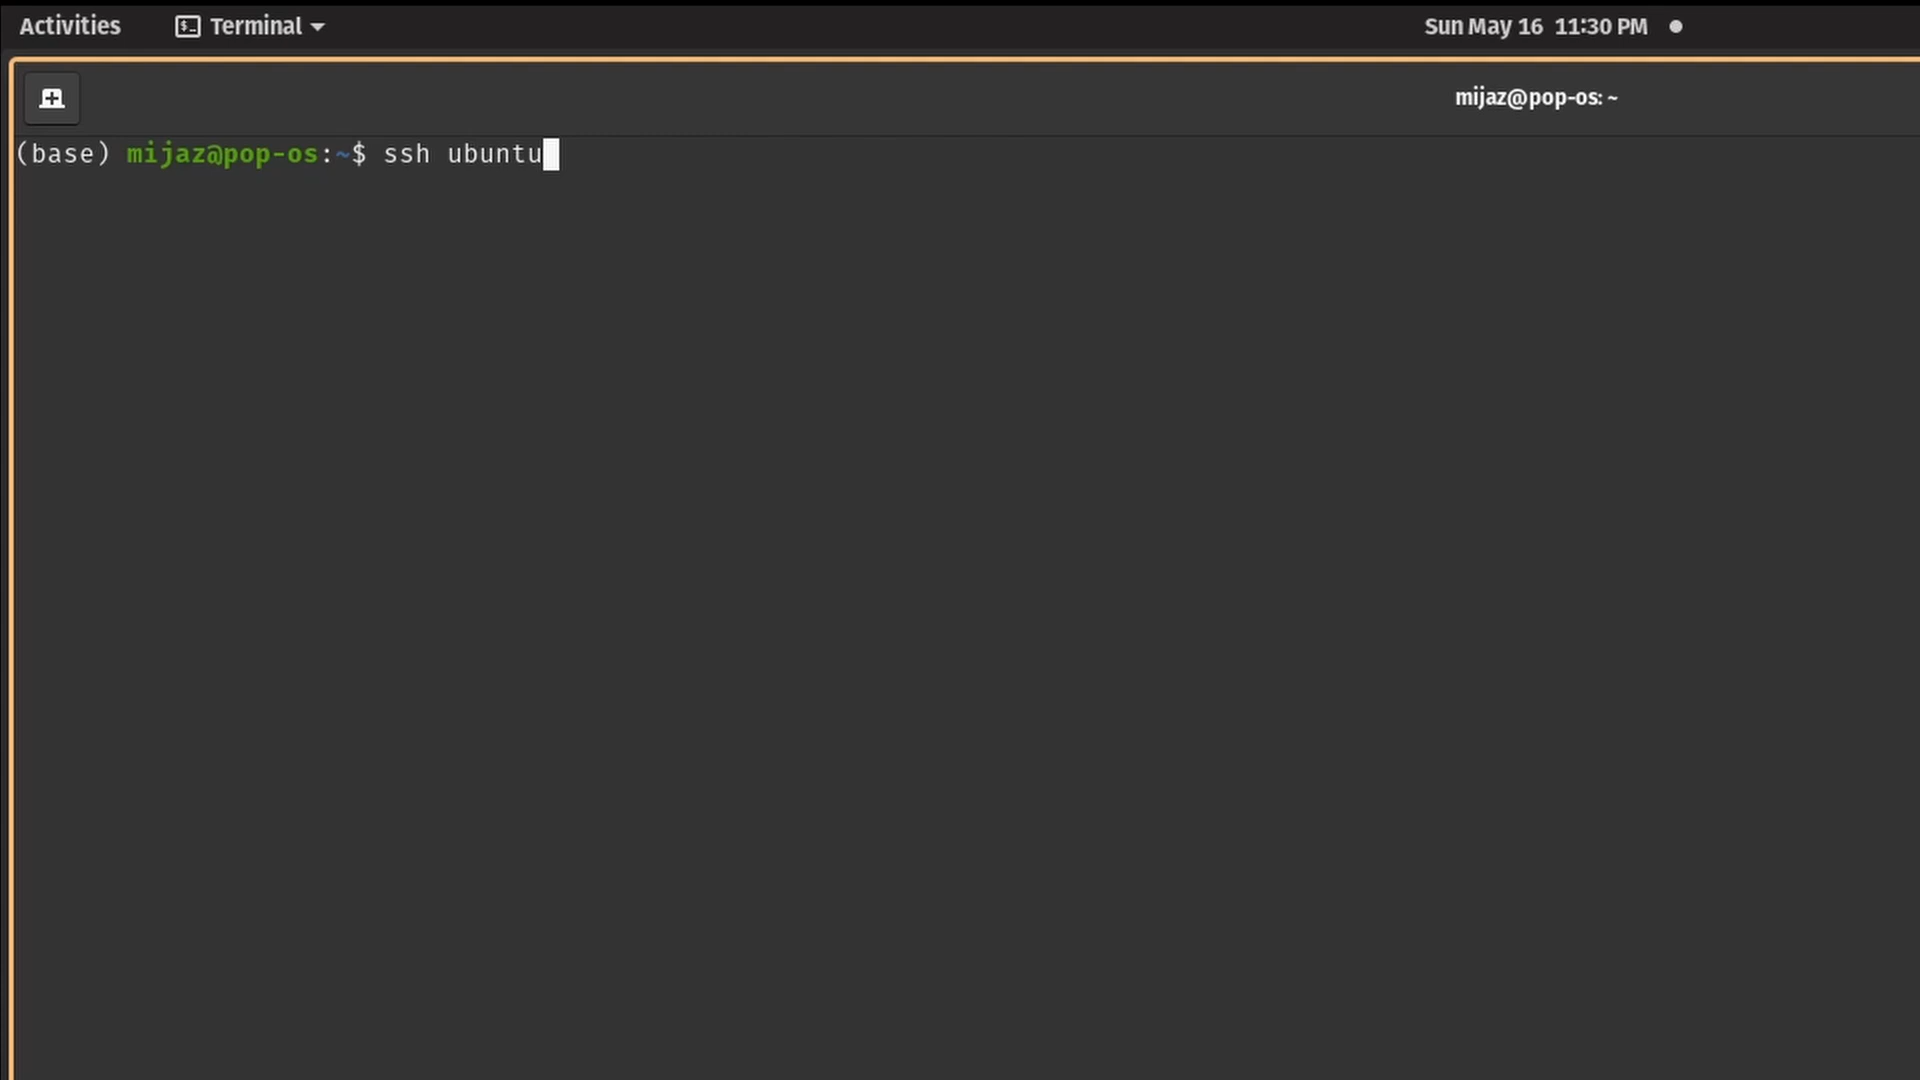 Activities Terminal Sun May 16 11:30 PM
mijaz@pop-os: ~
(base) mijaz@pop-os:~$ ssh ubuntu